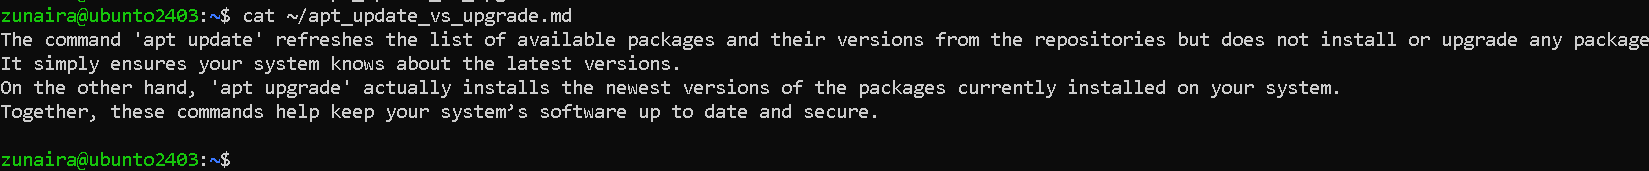 zunaira@ubunto2403:~$ cat ~/apt_update_vs_upgrade.md
The command 'apt update' refreshes the list of available packages and their versions from the repositories but does not install or upgrade any package
It simply ensures your system knows about the latest versions.
On the other hand, 'apt upgrade' actually installs the newest versions of the packages currently installed on your system.
Together, these commands help keep your system’s software up to date and secure.
zunaira@ubunto2403:~$